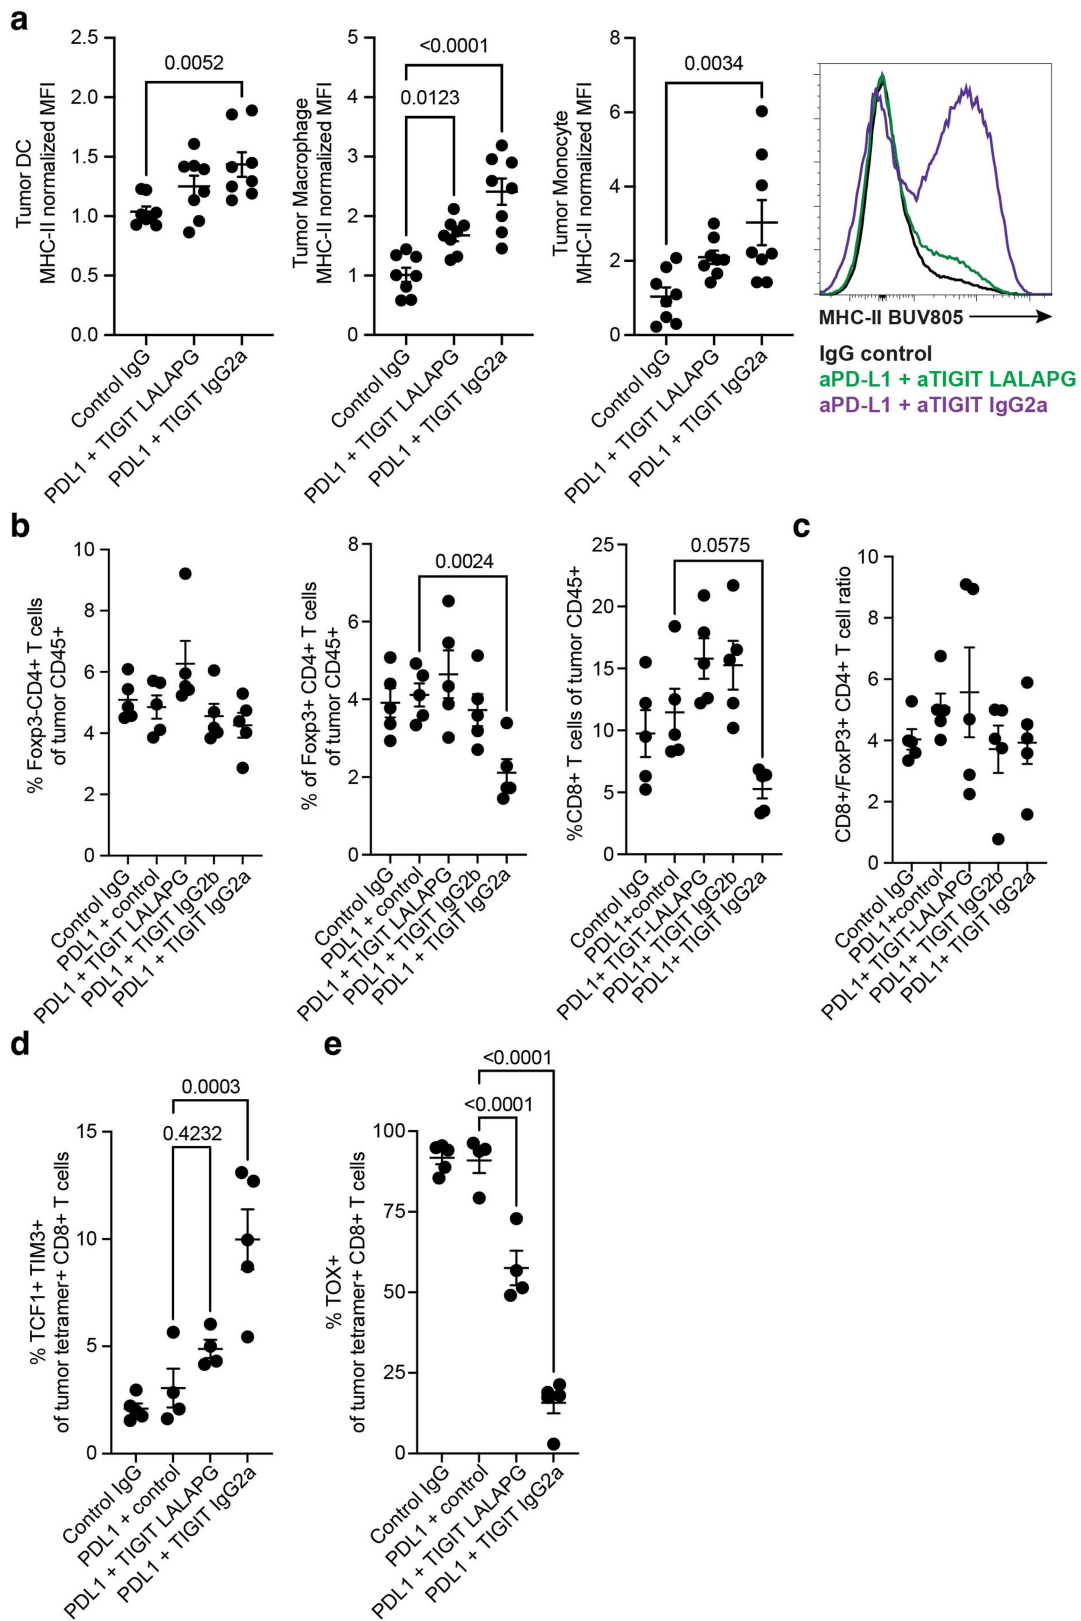 a
Tumor DC
MHC-II normalized MFI
2.5
2.0
1.5
1.0
0.5
0.0
0.0052
Control IgG
PDL1 + TIGIT LALAPG
PDL1 + TIGIT IgG2a
Tumor Macrophage
MHC-II normalized MFI
5
4
3
2
1
0
<0.0001
0.0123
Control IgG
PDL1 + TIGIT LALAPG
PDL1 + TIGIT IgG2a
Tumor Monocyte
MHC-II normalized MFI
8
6
4
2
0
0.0034
Control IgG
PDL1 + TIGIT LALAPG
PDL1 + TIGIT IgG2a
MHC-II BUV805
IgG control
aPD-L1 + aTIGIT LALAPG
aPD-L1 + aTIGIT IgG2a
b
% Foxp3-CD4+ T cells
of tumor CD45+
10
8
6
4
2
0
Control IgG
PDL1 + control
PDL1 + TIGIT LALAPG
PDL1 + TIGIT IgG2b
PDL1 + TIGIT IgG2a
% of Foxp3+ CD4+ T cells
of tumor CD45+
8
6
4
2
0
0.0024
Control IgG
PDL1 + control
PDL1 + TIGIT LALAPG
PDL1 + TIGIT IgG2b
PDL1 + TIGIT IgG2a
%CD8+ T cells of tumor CD45+
25
20
15
10
5
0
0.0575
Control IgG
PDL1+control
PDL1+ TIGIT-LALAPG
PDL1+ TIGIT IgG2b
PDL1+ TIGIT IgG2a
c
CD8+/FoxP3+ CD4+ T cell ratio
10
8
6
4
2
0
Control IgG
PDL1+control
PDL1+ TIGIT-LALAPG
PDL1+ TIGIT IgG2b
PDL1+ TIGIT IgG2a
d
% TCF1+ TIM3+
of tumor tetramer+ CD8+ T cells
15
10
5
0
0.0003
0.4232
Control IgG
PDL1 + control
PDL1 + TIGIT LALAPG
PDL1 + TIGIT IgG2a
e
% TOX+
of tumor tetramer+ CD8+ T cells
100
75
50
25
0
<0.0001
<0.0001
Control IgG
PDL1 + control
PDL1 + TIGIT LALAPG
PDL1 + TIGIT IgG2a